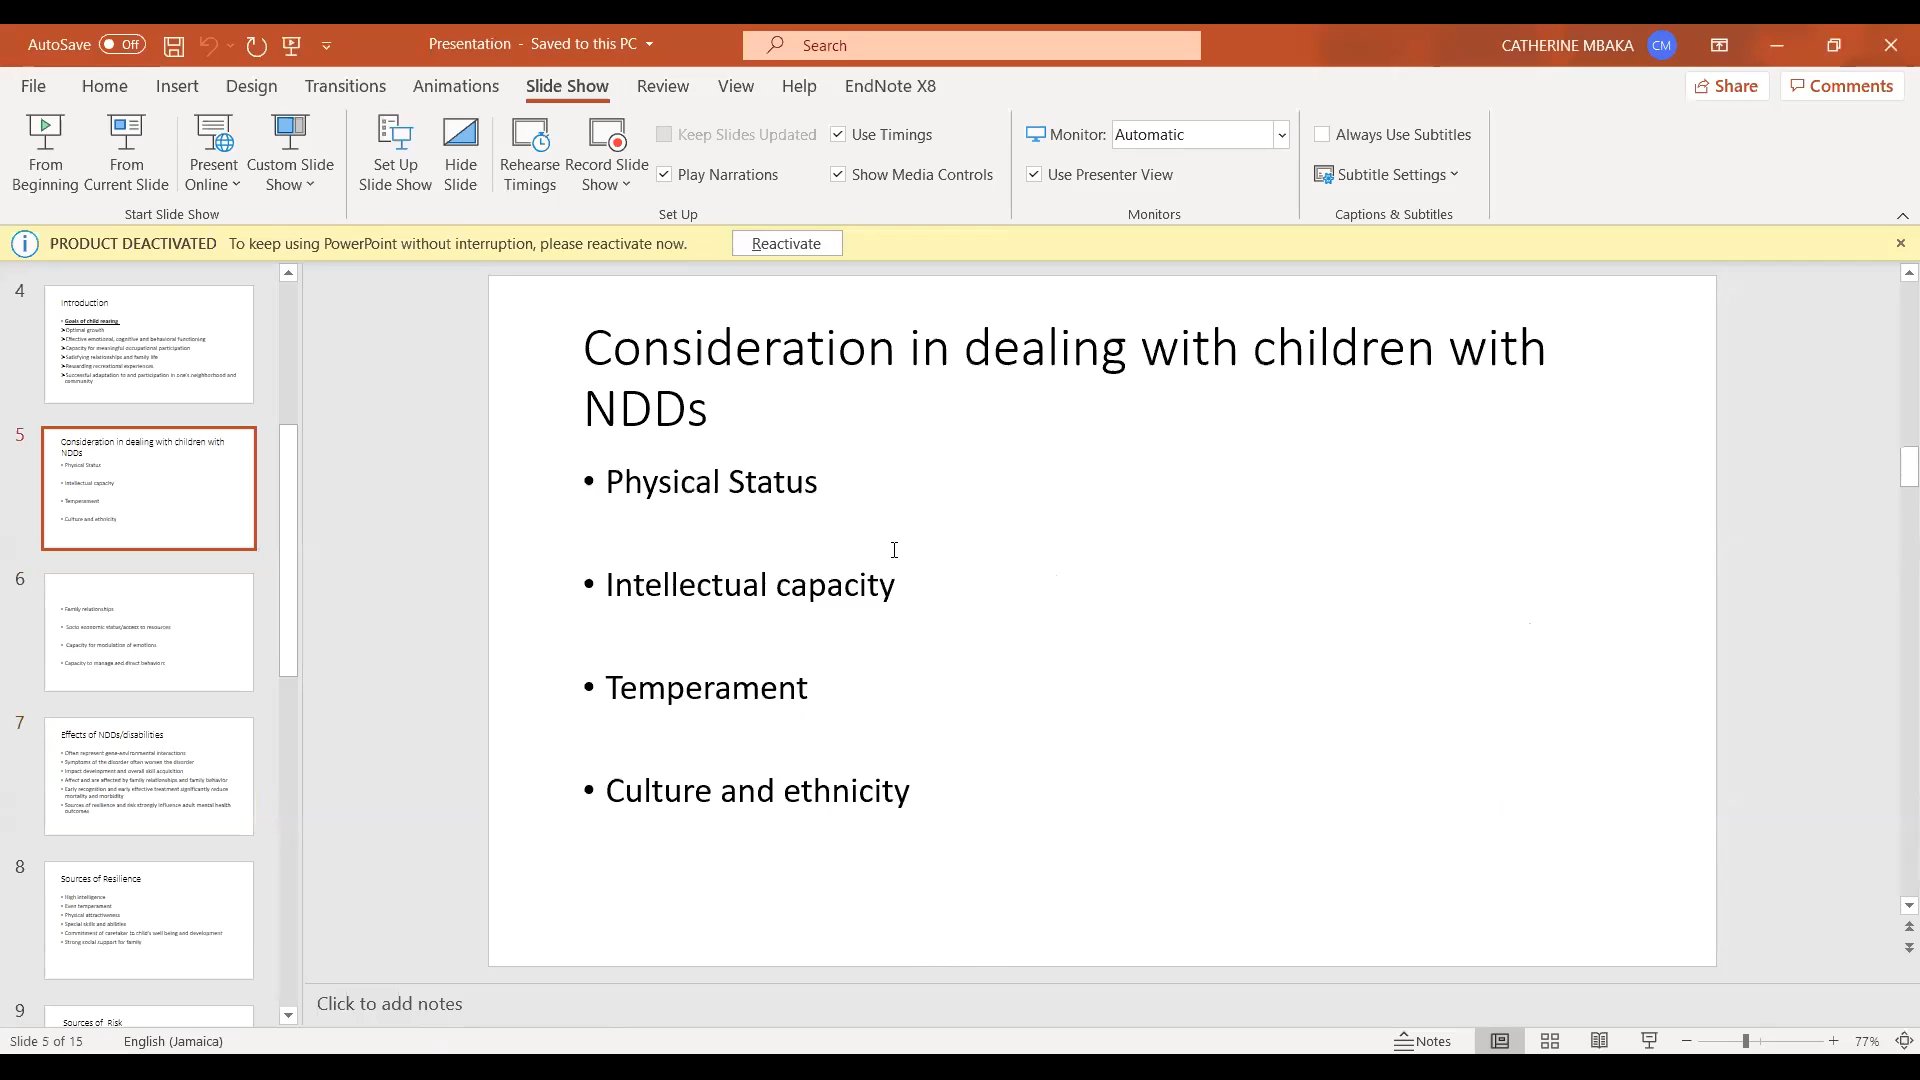 AutoSave Off
Presentation - Saved to this PC
Search
CATHERINE MBAKA CM
File Home Insert Design Transitions Animations Slide Show Review View Help EndNote X8 Share Comments
From Beginning
From Current Slide
Present Online
Custom Slide Show
Start Slide Show
Set Up Slide Show
Hide Slide
Rehearse Timings
Record Slide Show
Keep Slides Updated
Use Timings
Play Narrations
Show Media Controls
Set Up
Monitor: Automatic
Use Presenter View
Monitors
Always Use Subtitles
Subtitle Settings
Captions & Subtitles
PRODUCT DEACTIVATED To keep using PowerPoint without interruption, please reactivate now. Reactivate
4
Introduction
• Goals of child rearing
➤Optimal growth
➤Effective emotional, cognitive and behavioral functioning
➤Capacity for meaningful occupational participation
➤Satisfying relationships and family life
➤Rewarding recreational experiences
➤Successful adaptation to and participation in one's neighborhood and
community
5
Consideration in dealing with children with
NDDs
• Physical Status
• Intellectual capacity
• Temperament
• Culture and ethnicity
6
• Family relationships
• Socio economic status/access to resources
• Capacity for modulation of emotions
• Capacity to manage and direct behaviors
7
Effects of NDDs/disabilities
• Often represent gene-environmental interactions
• Symptoms of the disorder often worsen the disorder
• Impact development and overall skill acquisition
• Affect and are affected by family relationships and family behavior
• Early recognition and early effective treatment significantly reduce
mortality and morbidity
• Sources of resilience and risk strongly influence adult mental health
outcomes
8
Sources of Resilience
• High intelligence
• Even temperament
• Physical attractiveness
• Special skills and abilities
• Commitment of caretaker to child's well being and development
• Strong social support for family
9
Sources of Risk
Consideration in dealing with children with
NDDs
• Physical Status
• Intellectual capacity
• Temperament
• Culture and ethnicity
Click to add notes
Slide 5 of 15 English (Jamaica) Notes 77%